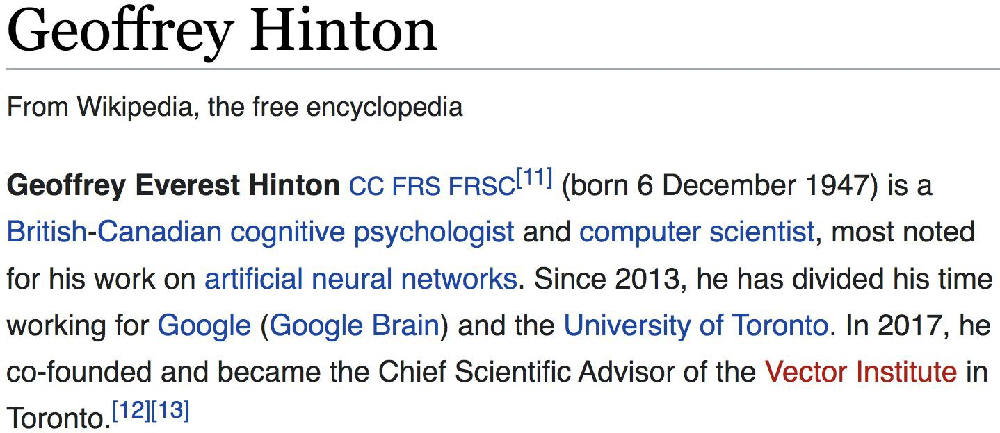 Geoffrey Hinton
From Wikipedia, the free encyclopedia
Geoffrey Everest Hinton CC FRS FRSC[11] (born 6 December 1947) is a
British-Canadian cognitive psychologist and computer scientist, most noted
for his work on artificial neural networks. Since 2013, he has divided his time
working for Google (Google Brain) and the University of Toronto. In 2017, he
co-founded and became the Chief Scientific Advisor of the Vector Institute in
Toronto.[12][13]